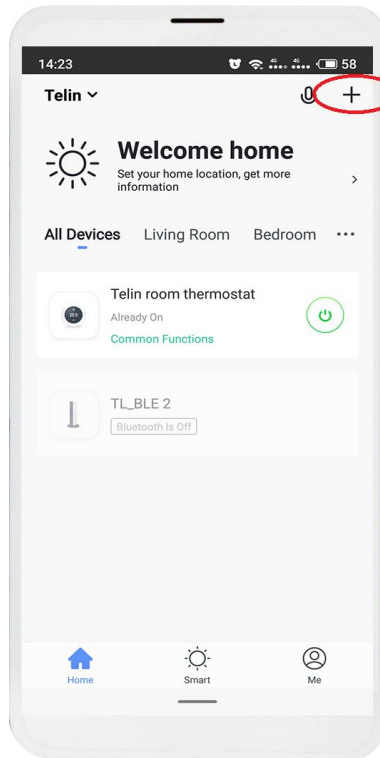 14:23
58
Telin
Welcome home
Set your home location, get more
information
All Devices Living Room Bedroom
Telin room thermostat
Already On
Common Functions
TL_BLE 2
Bluetooth Is Off
Home Smart Me